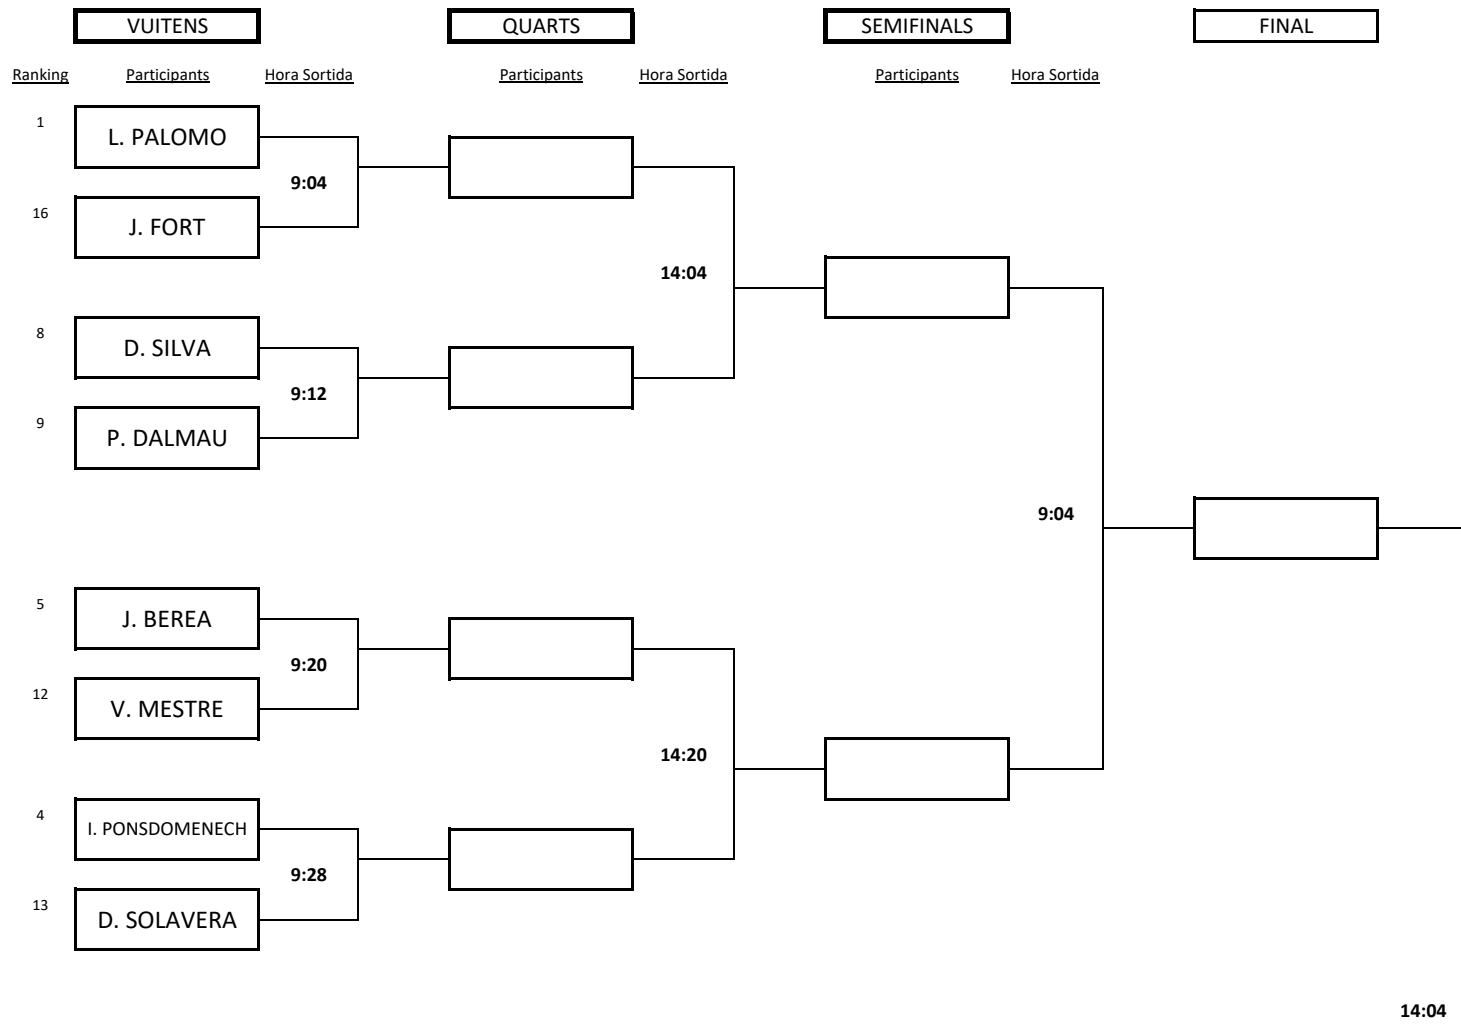 VUITENS QUARTS SEMIFINALS FINAL
Ranking Participants Hora Sortida Participants Hora Sortida Participants Hora Sortida
1
L. PALOMO
9:04
16
J. FORT
14:04
8
D. SILVA
9:12
9
P. DALMAU
9:04
5
J. BEREA
9:20
12
V. MESTRE
14:20
4
I. PONSDOMENECH
9:28
13
D. SOLAVERA
14:04